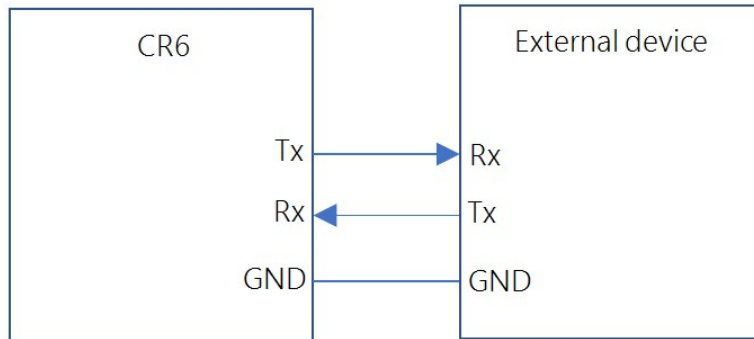 CR6
External device
Tx
Rx
Rx
Tx
GND
GND